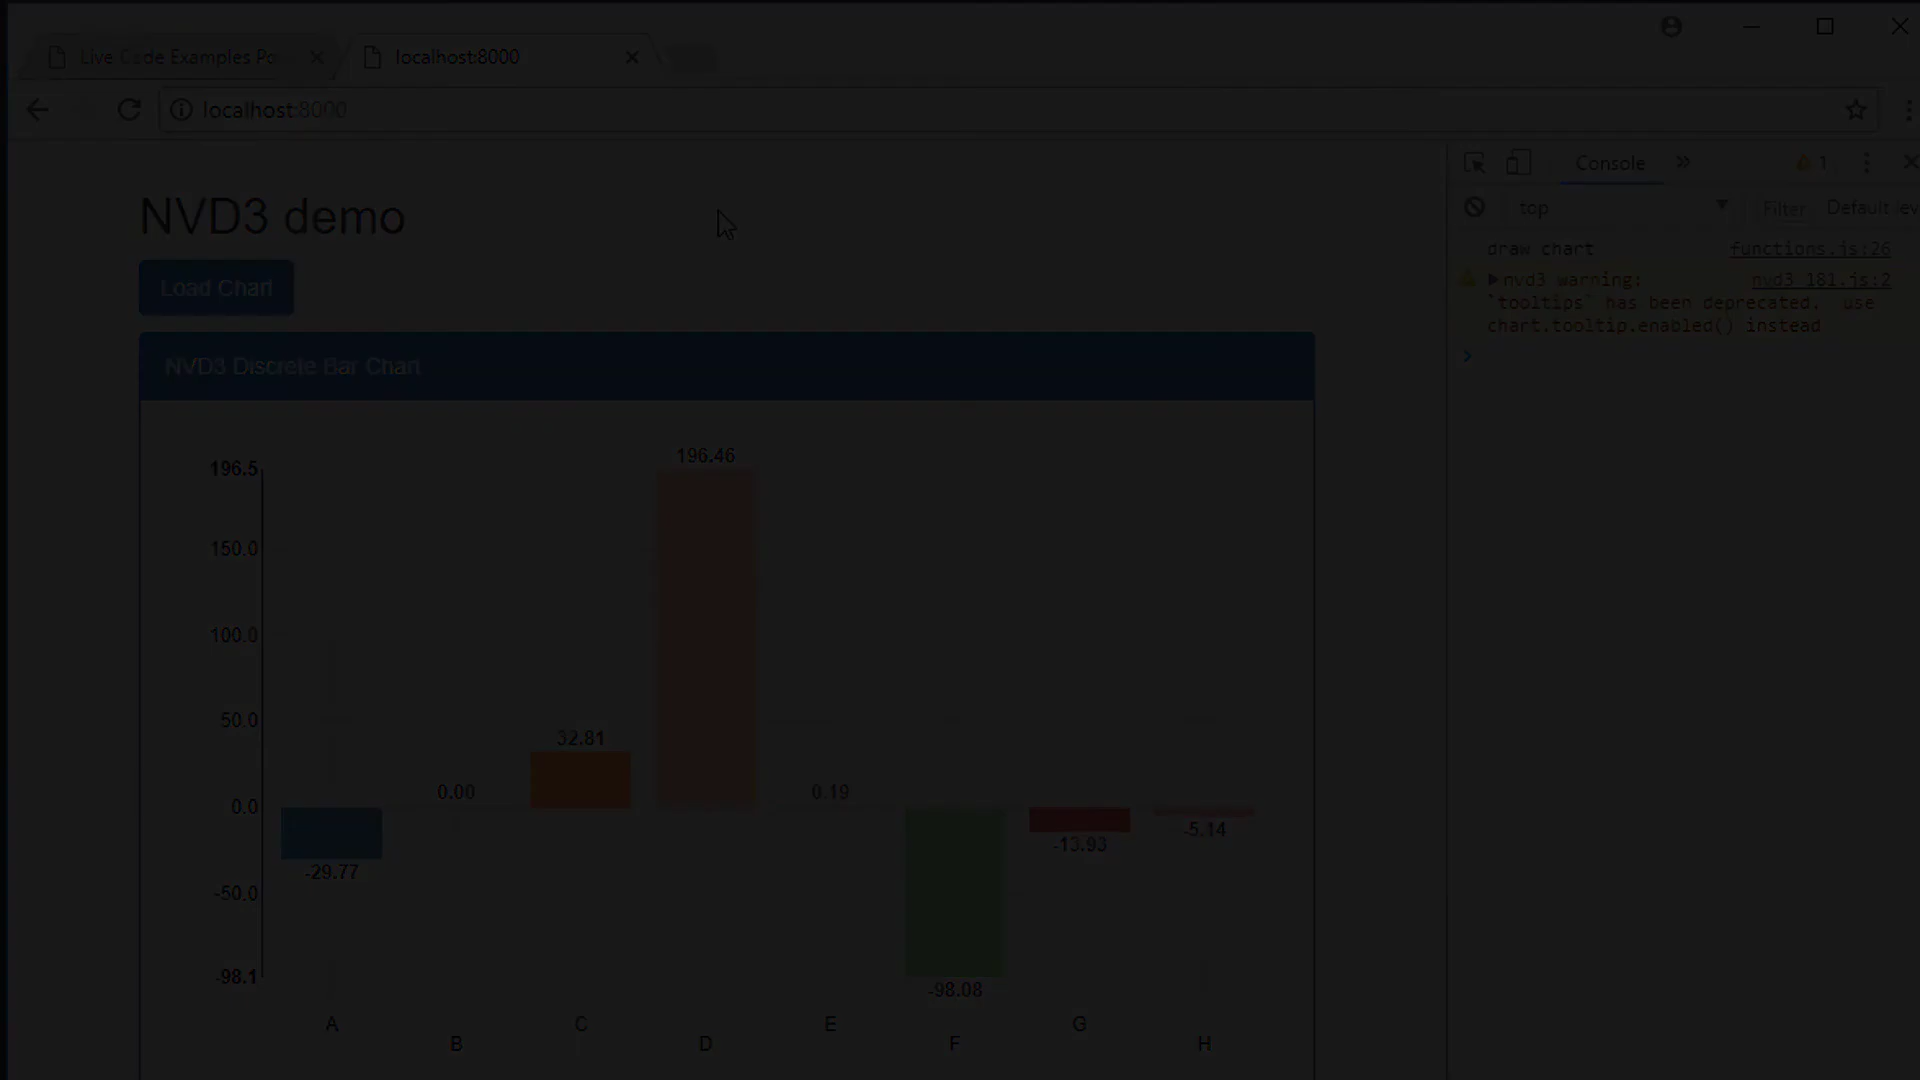 Live Code Examples Po
localhost:8000
localhost:8000
NVD3 demo
Load Chart
NVD3 Discrete Bar Chart
196.5
150.0
100.0
50.0
0.0
-50.0
-98.1
196.46
32.81
0.00
0.19
-29.77
-13.93
-5.14
-98.08
A
B
C
D
E
F
G
H
Console
1
top
Filter
Default lev
draw chart functions.js:26
nvd3 warning: nvd3_181.js:2
`tooltips` has been deprecated. use
chart.tooltip.enabled() instead